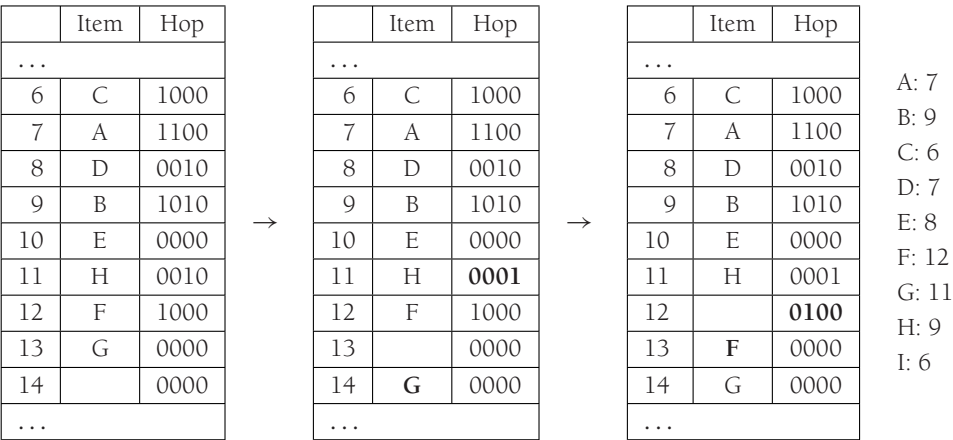 Item Hop
...
6 C 1000
7 A 1100
8 D 0010
9 B 1010
10 E 0000
11 H 0010
12 F 1000
13 G 0000
14 0000
...
→
Item Hop
...
6 C 1000
7 A 1100
8 D 0010
9 B 1010
10 E 0000
11 H 0001
12 F 1000
13 0000
14 G 0000
...
→
Item Hop
...
6 C 1000
7 A 1100
8 D 0010
9 B 1010
10 E 0000
11 H 0001
12 0100
13 F 0000
14 G 0000
...
A: 7
B: 9
C: 6
D: 7
E: 8
F: 12
G: 11
H: 9
I: 6